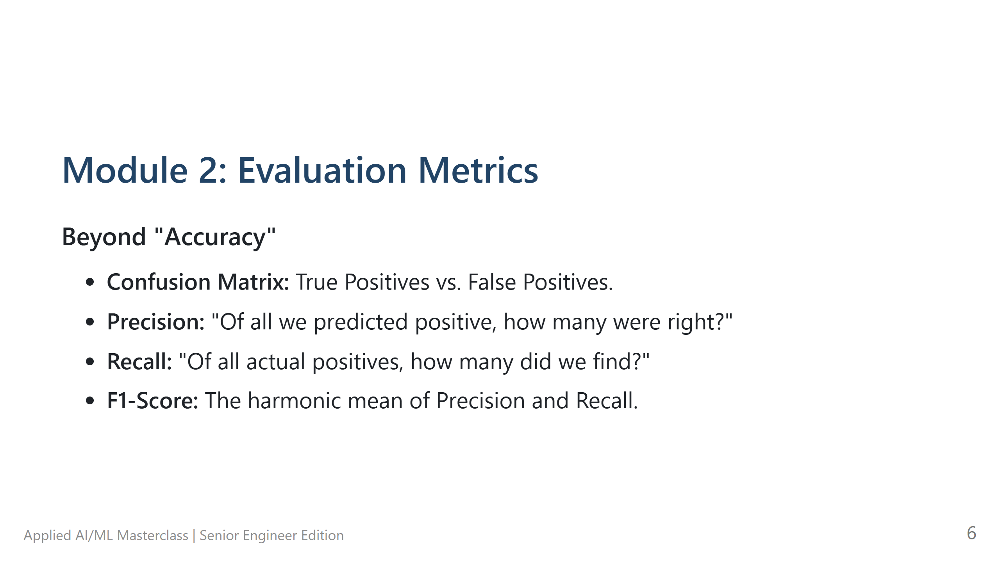 Module 2: Evaluation Metrics
Beyond "Accuracy"
• Confusion Matrix: True Positives vs. False Positives.
• Precision: "Of all we predicted positive, how many were right?"
• Recall: "Of all actual positives, how many did we find?"
• F1-Score: The harmonic mean of Precision and Recall.
Applied AI/ML Masterclass | Senior Engineer Edition
6